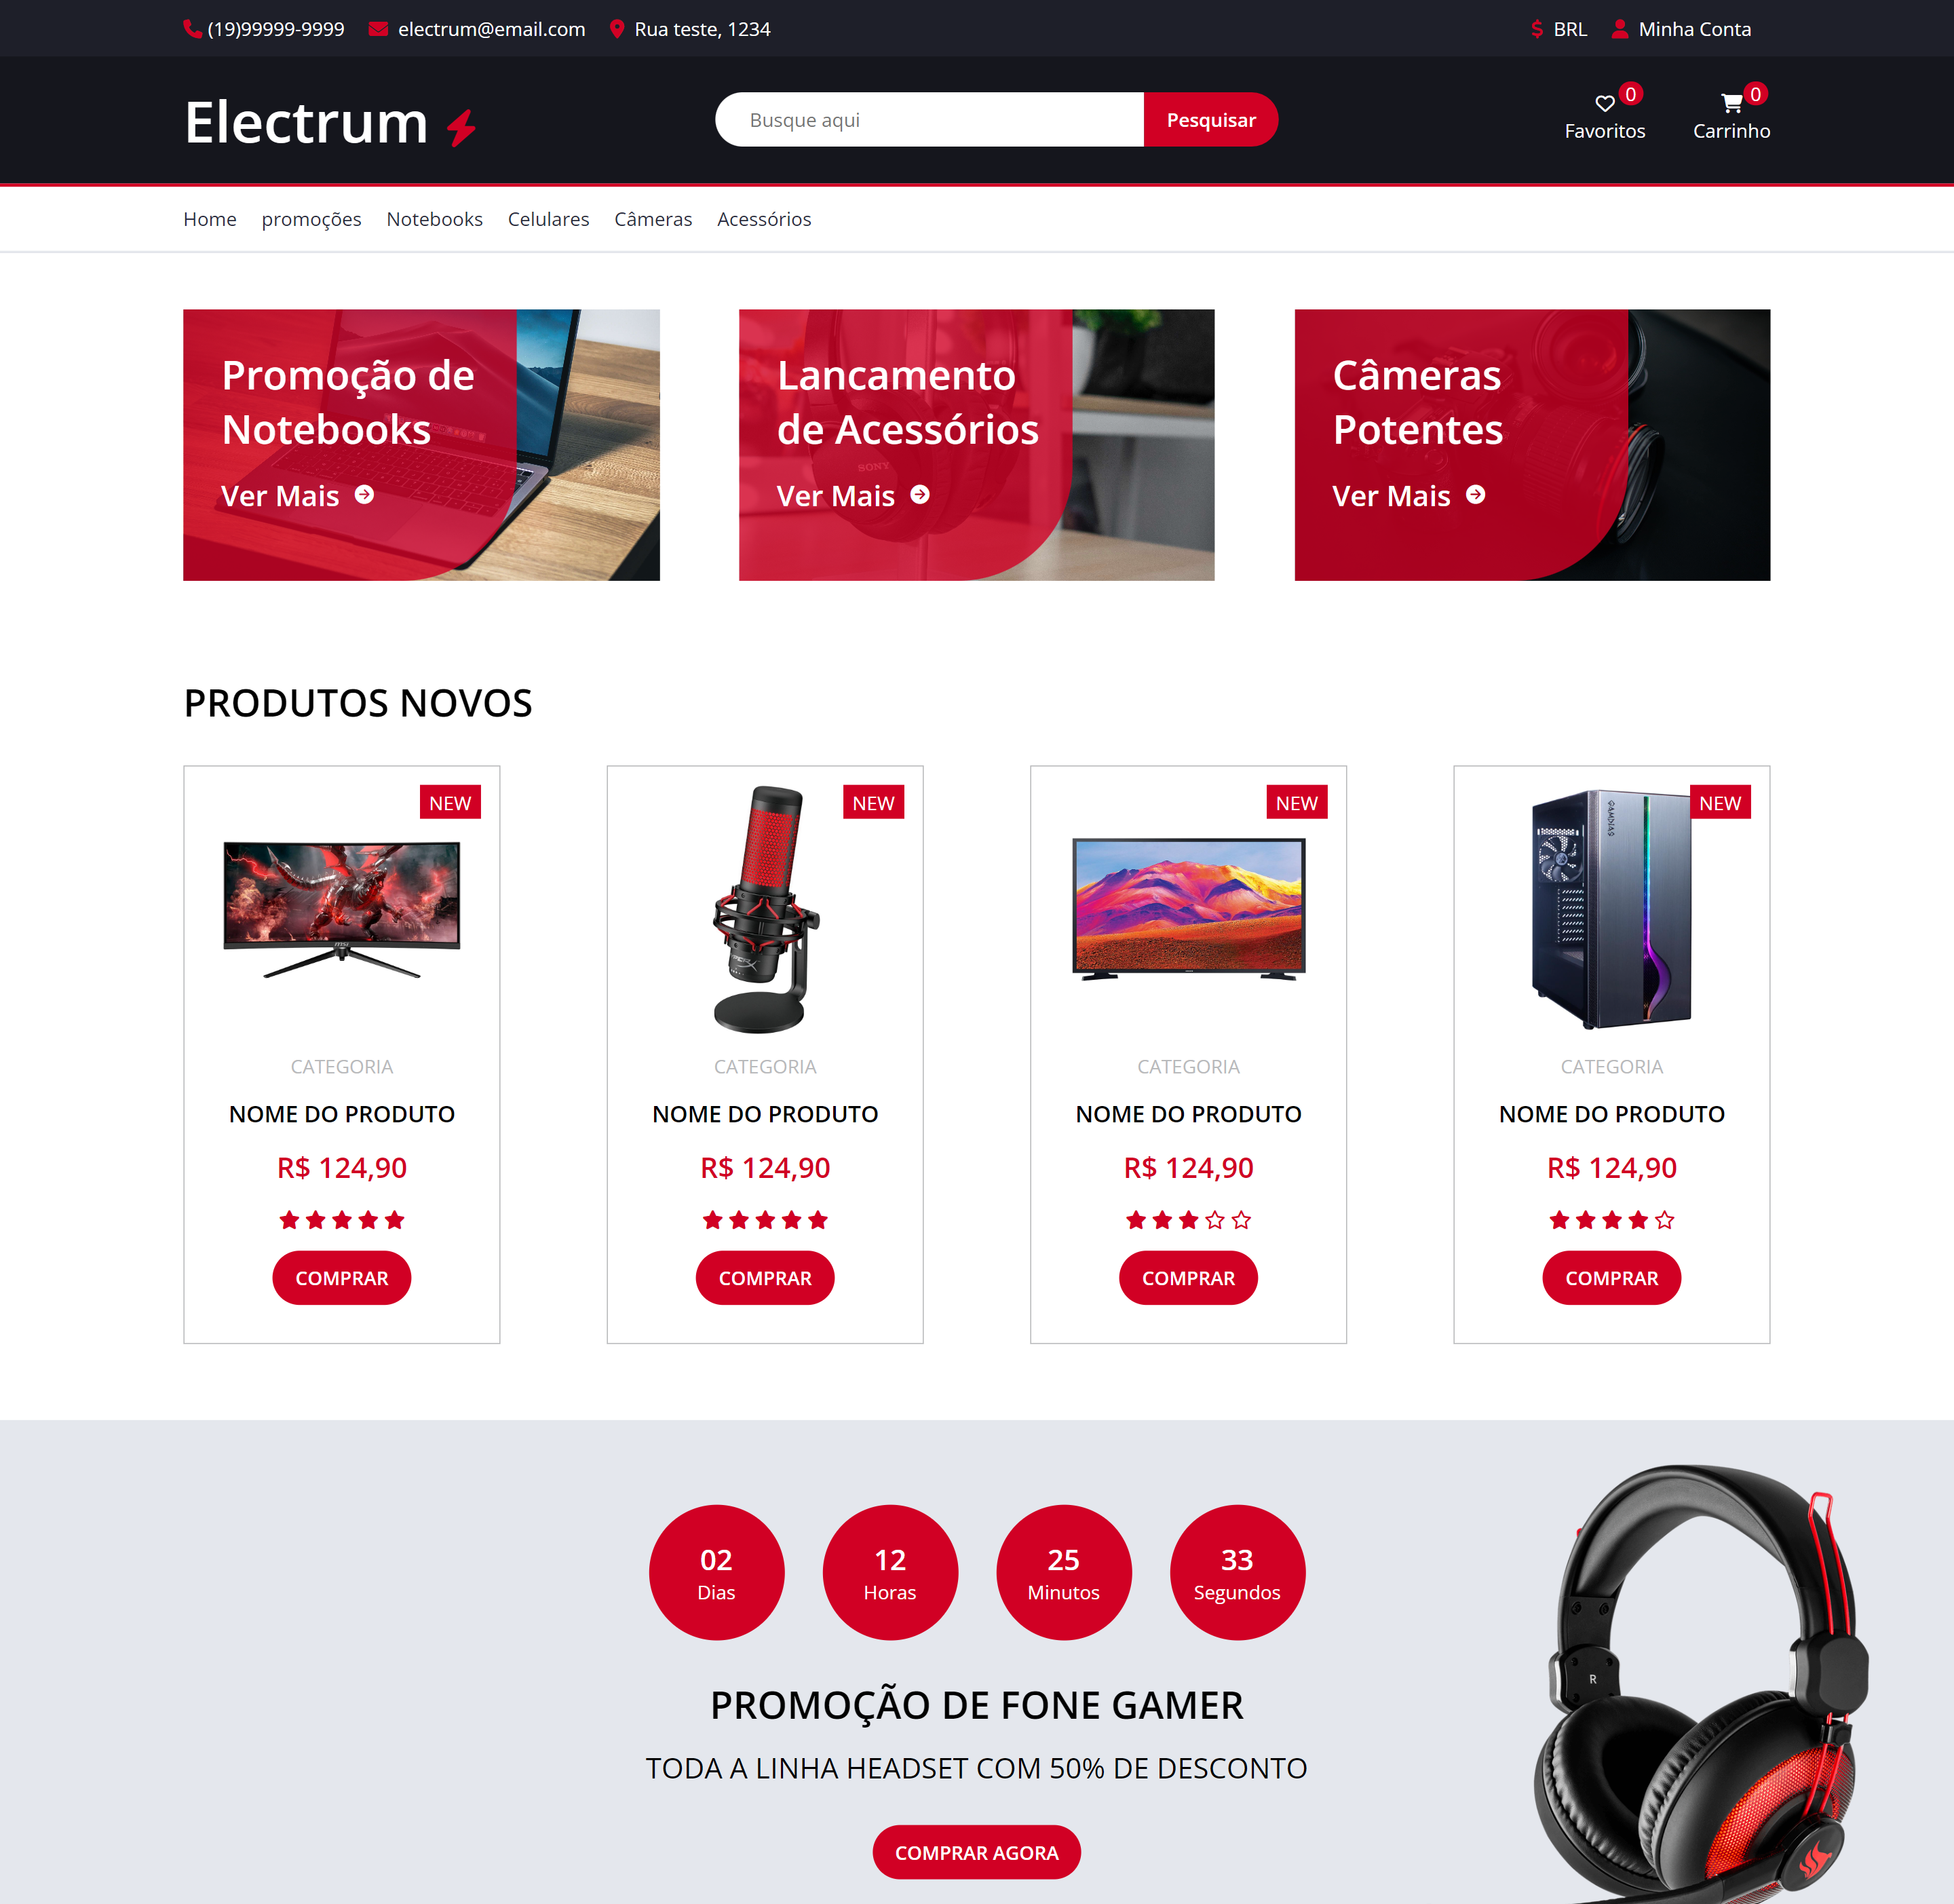 (19)99999-9999 electrum@email.com Rua teste, 1234 BRL Minha Conta
Electrum
Busque aqui Pesquisar
0 0
Favoritos Carrinho
Home promoções Notebooks Celulares Câmeras Acessórios
Promoção de
Notebooks
Ver Mais
Lancamento
de Acessórios
SONY
Ver Mais
Câmeras
Potentes
Ver Mais
PRODUTOS NOVOS
NEW
msi
CATEGORIA
NOME DO PRODUTO
R$ 124,90
COMPRAR
NEW
CATEGORIA
NOME DO PRODUTO
R$ 124,90
COMPRAR
NEW
CATEGORIA
NOME DO PRODUTO
R$ 124,90
COMPRAR
NEW
GAMDIAS
CATEGORIA
NOME DO PRODUTO
R$ 124,90
COMPRAR
02 12 25 33
Dias Horas Minutos Segundos
R
PROMOÇÃO DE FONE GAMER
TODA A LINHA HEADSET COM 50% DE DESCONTO
COMPRAR AGORA